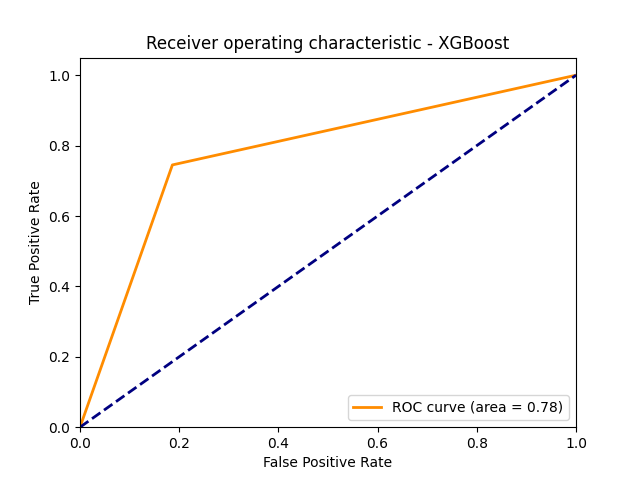 Receiver operating characteristic - XGBoost
True Positive Rate
1.0
0.8
0.6
0.4
0.2
0.0
0.0 0.2 0.4 0.6 0.8 1.0
False Positive Rate
ROC curve (area = 0.78)